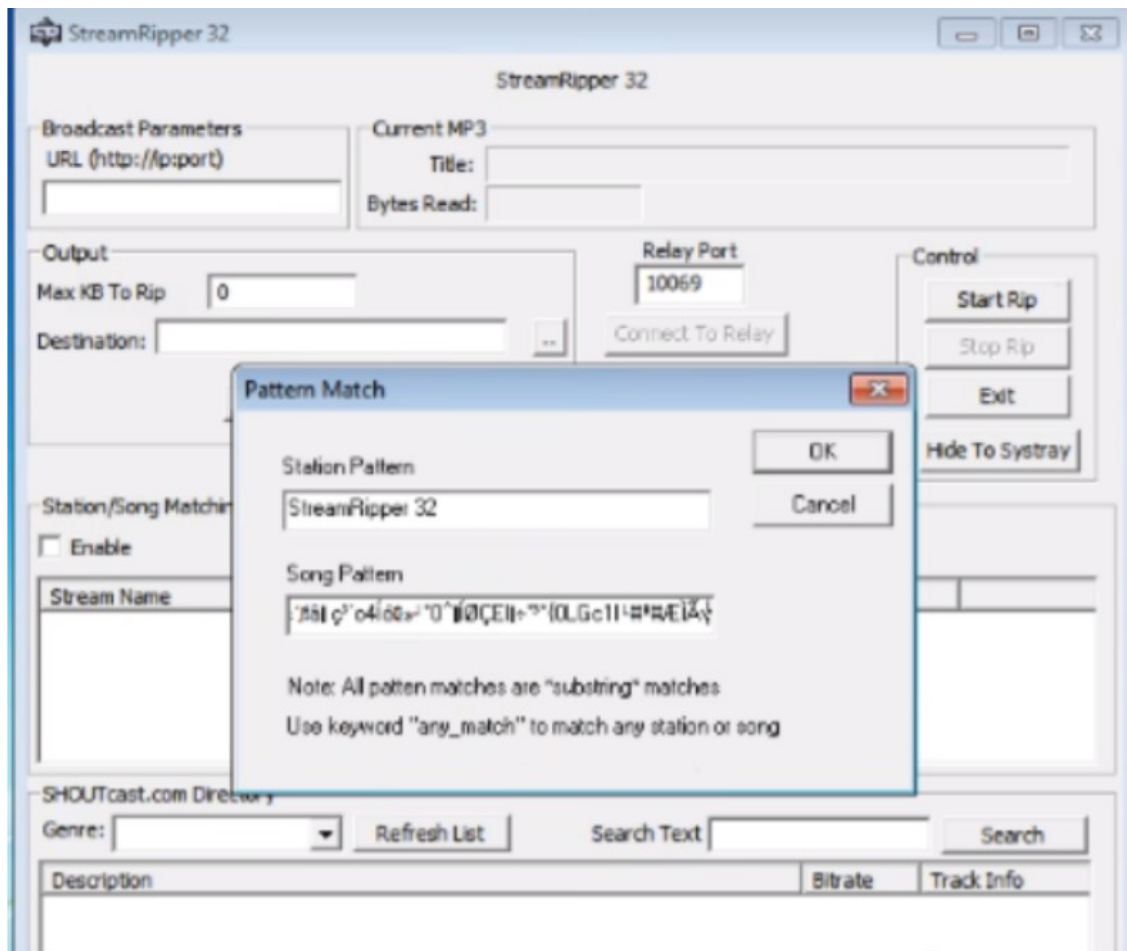 StreamRipper 32
StreamRipper 32
Broadcast Parameters
URL (http://ip:port)
Current MP3
Title:
Bytes Read:
Output
Max KB To Rip 0
Destination: ..
Relay Port
10069
Connect To Relay
Control
Start Rip
Stop Rip
Exit
Hide To Systray
Pattern Match
Station Pattern
StreamRipper 32
OK
Cancel
Song Pattern
Note: All patten matches are "substring" matches
Use keyword "any_match" to match any station or song
Station/Song Matchin
Enable
Stream Name
SHOUTcast.com Directory
Genre:
Refresh List
Search Text
Search
Description
Bitrate
Track Info